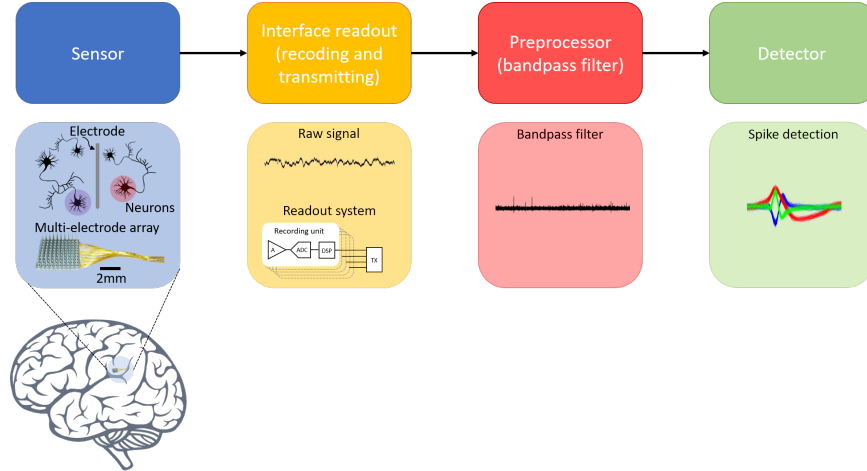 Sensor
Interface readout
(recoding and
transmitting)
Preprocessor
(bandpass filter)
Detector
Electrode
Neurons
Multi-electrode array
2mm
Raw signal
Readout system
Recording unit
A
ADC
DSP
TX
Bandpass filter
Spike detection